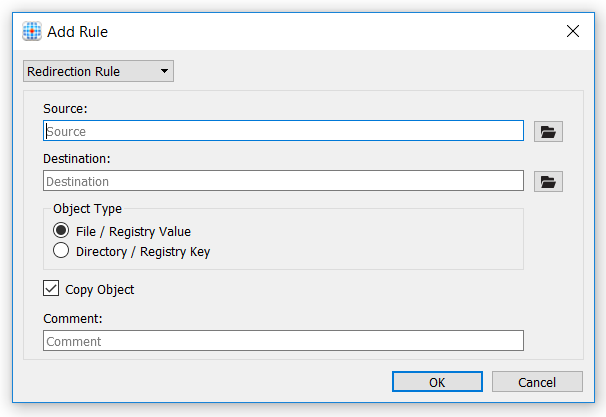 Add Rule
Redirection Rule
Source:
Source
Destination:
Destination
Object Type
File / Registry Value
Directory / Registry Key
Copy Object
Comment:
Comment
OK Cancel